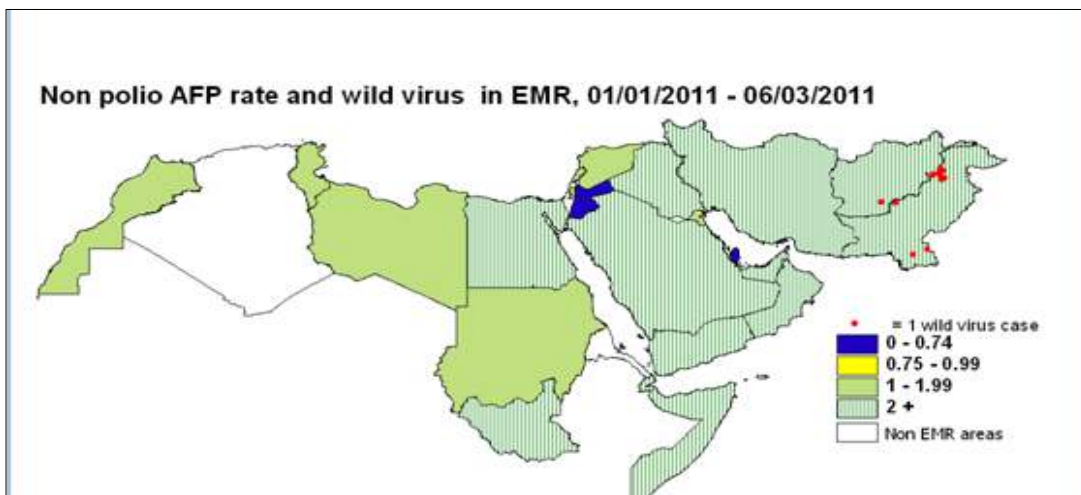 Non polio AFP rate and wild virus in EMR, 01/01/2011 - 06/03/2011
= 1 wild virus case
0 - 0.74
0.75 - 0.99
1 - 1.99
2 +
Non EMR areas